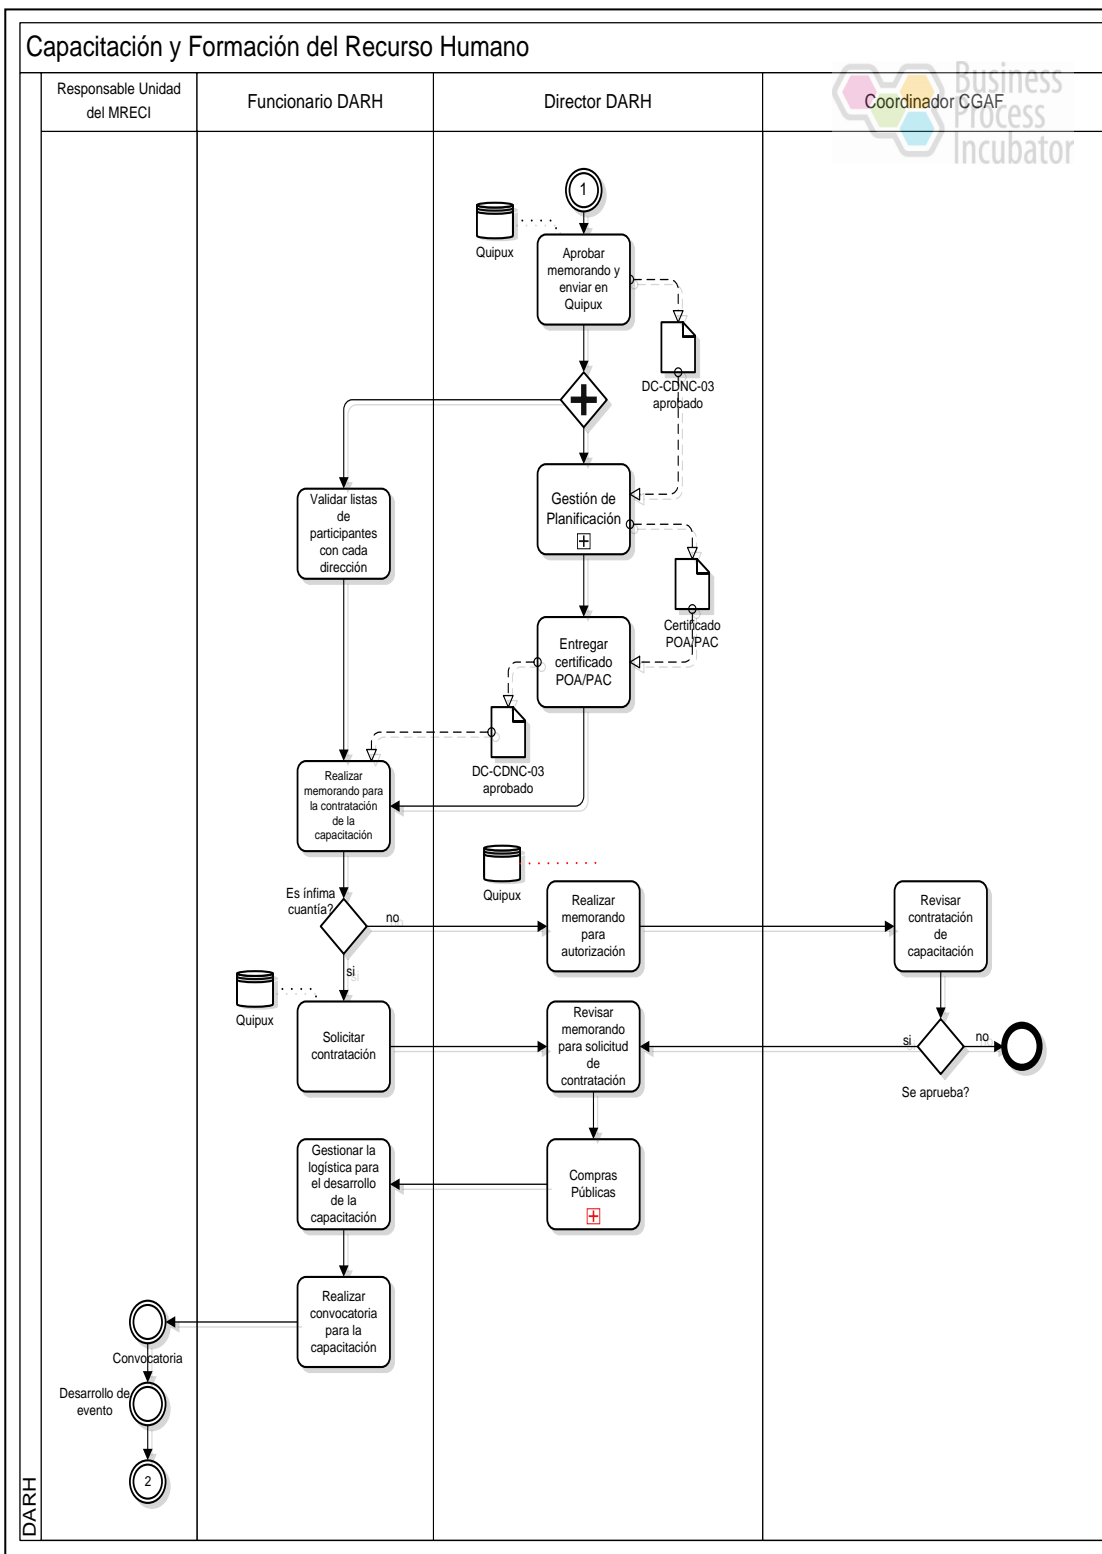 Capacitación y Formación del Recurso Humano
Business
Process
Incubator
Responsable Unidad
del MRECI
Funcionario DARH
Director DARH
Coordinador CGAF
1
Quipux
Aprobar
memorando y
enviar en
Quipux
DC-CDNC-03
aprobado
Validar listas
de
participantes
con cada
dirección
Gestión de
Planificación
Certificado
POA/PAC
Entregar
certificado
POA/PAC
DC-CDNC-03
aprobado
Realizar
memorando para
la contratación
de la
capacitación
Quipux
Es ínfima
cuantía?
no
si
Realizar
memorando
para
autorización
Revisar
contratación
de
capacitación
Quipux
Solicitar
contratación
Revisar
memorando
para solicitud
de
contratación
si
no
Se aprueba?
Gestionar la
logística para
el desarrollo
de la
capacitación
Compras
Públicas
Realizar
convocatoria
para la
capacitación
Convocatoria
Desarrollo de
evento
2
DARH